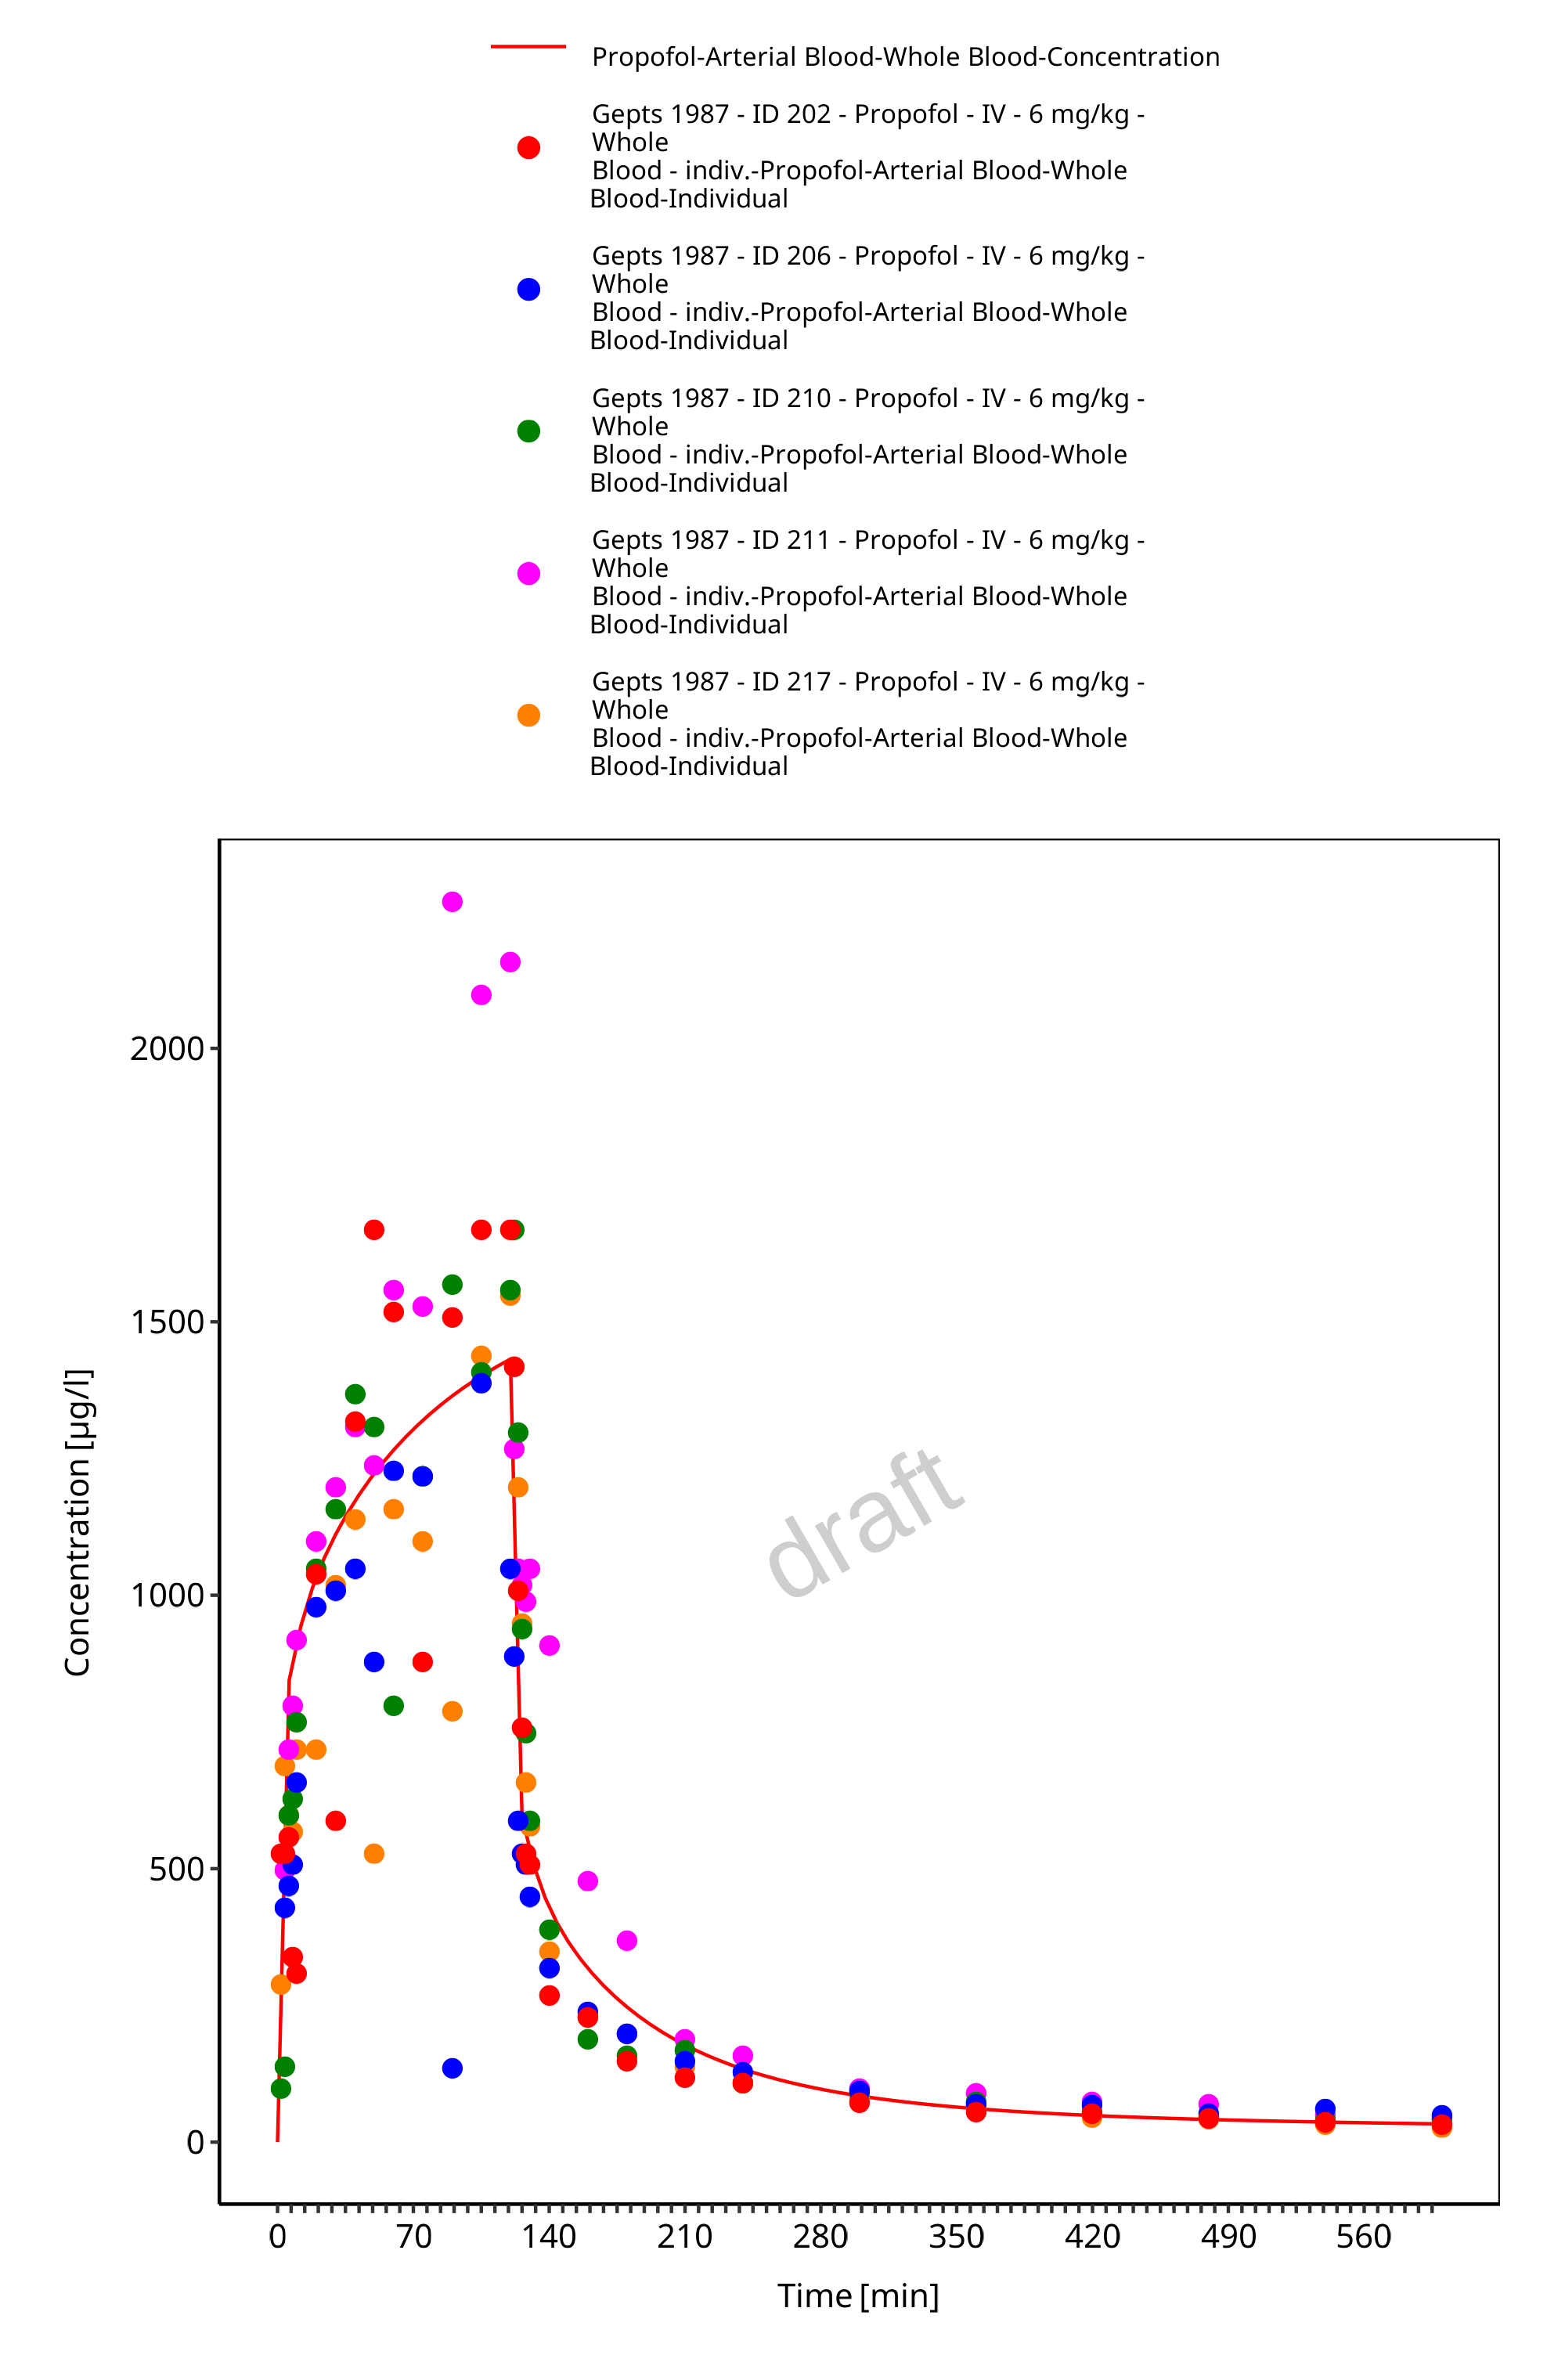 Propofol-Arterial Blood-Whole Blood-Concentration
Gepts 1987 - ID 202 - Propofol - IV - 6 mg/kg -
Whole
Blood - indiv.-Propofol-Arterial Blood-Whole
Blood-Individual
Gepts 1987 - ID 206 - Propofol - IV - 6 mg/kg -
Whole
Blood - indiv.-Propofol-Arterial Blood-Whole
Blood-Individual
Gepts 1987 - ID 210 - Propofol - IV - 6 mg/kg -
Whole
Blood - indiv.-Propofol-Arterial Blood-Whole
Blood-Individual
Gepts 1987 - ID 211 - Propofol - IV - 6 mg/kg -
Whole
Blood - indiv.-Propofol-Arterial Blood-Whole
Blood-Individual
Gepts 1987 - ID 217 - Propofol - IV - 6 mg/kg -
Whole
Blood - indiv.-Propofol-Arterial Blood-Whole
Blood-Individual
Concentration [µg/l]
2000
1500
1000
500
0
draft
0 70 140 210 280 350 420 490 560
Time [min]